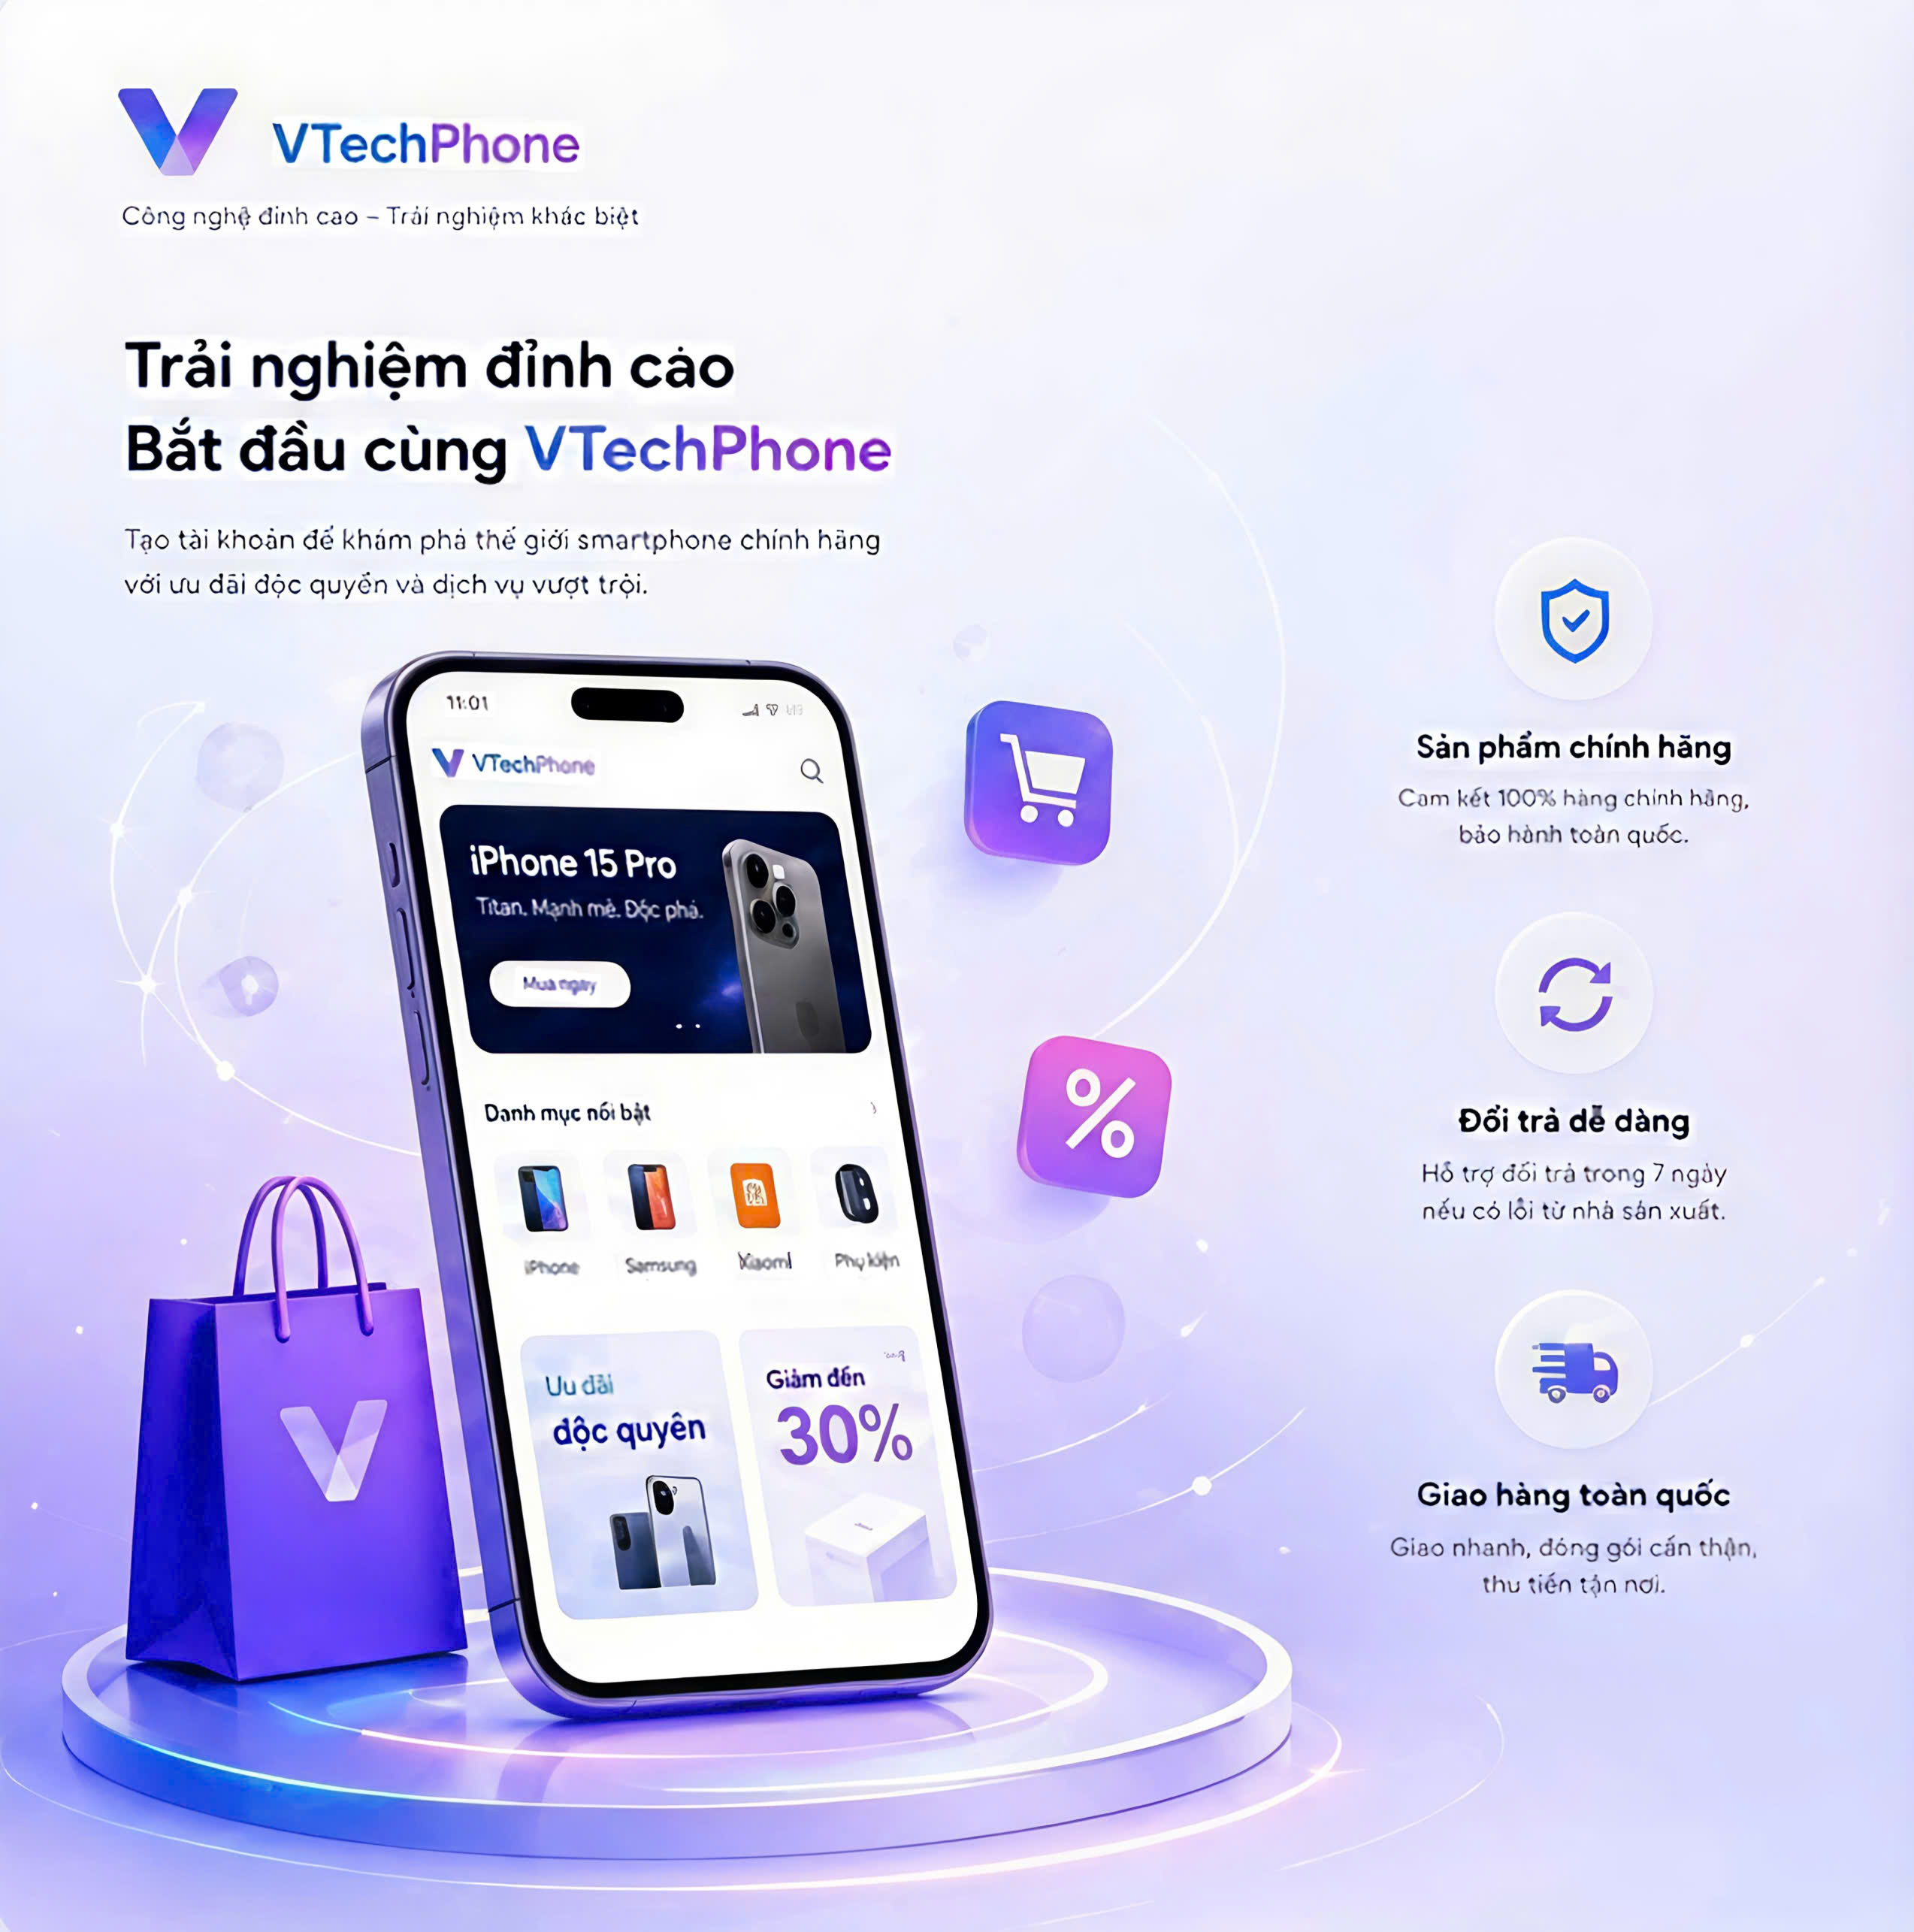 VTechPhone
Công nghệ đỉnh cao – Trải nghiệm khác biệt
Trải nghiệm đỉnh cảo
Bắt đầu cùng VTechPhone
Tạo tài khoản để khám phá thế giới smartphone chính hãng
với ưu đãi độc quyền và dịch vụ vượt trội.
11:01
VTechPhone
iPhone 15 Pro
Titan. Mạnh mẽ. Độc phá.
Mua ngay
Danh mục nổi bật
iPhone
Samsung
Xiaomi
Phụ kiện
Ưu đãi
độc quyên
Giảm đến
30%
Sản phẩm chính hãng
Cam kết 100% hàng chính hãng,
bảo hành toàn quốc.
Đổi trả dễ dàng
Hỗ trợ đổi trả trong 7 ngày
nếu có lỗi từ nhà sản xuất.
Giao hàng toàn quốc
Giao nhanh, đóng gói cẩn thận,
thu tiền tận nơi.